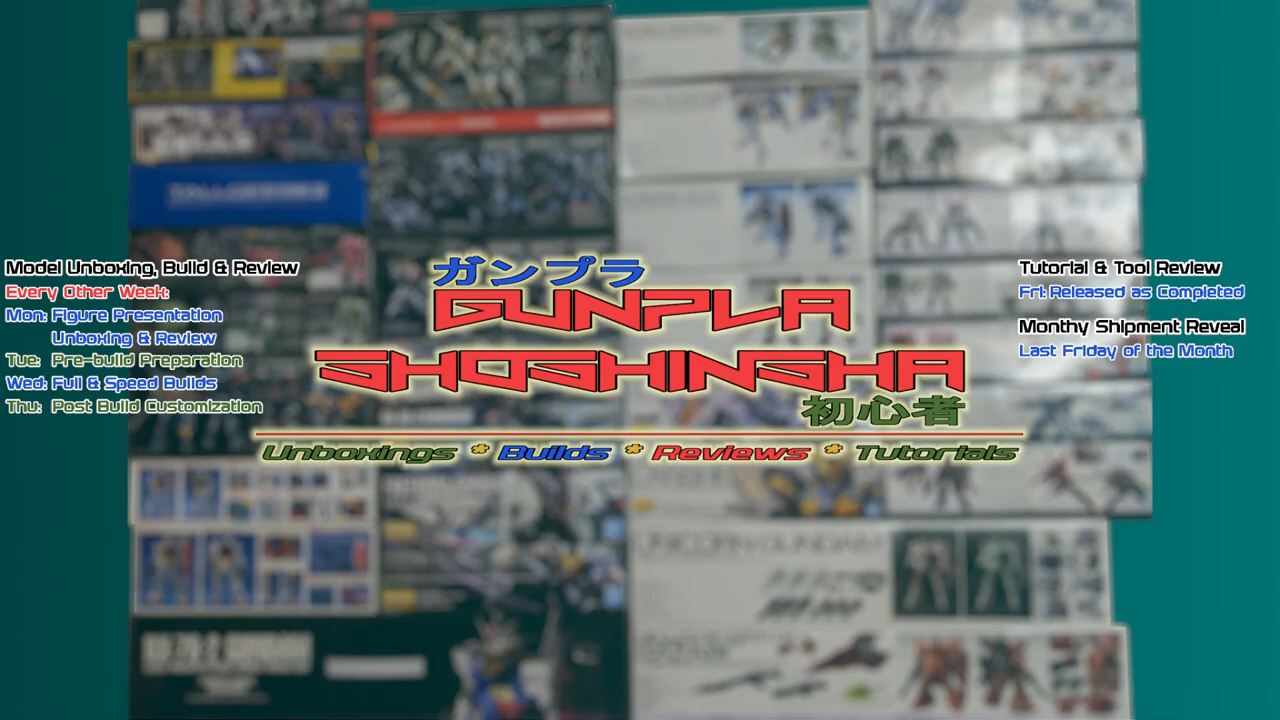 Model Unboxing, Build & Review
Every Other Week:
Mon: Figure Presentation
Unboxing & Review
Tue: Pre-build Preparation
Wed: Full & Speed Builds
Thu: Post Build Customization
ガンプラ
GUNPLA
SHOSHINSHA
初心者
Unboxings * Builds * Reviews * Tutorials
Tutorial & Tool Review
Fri: Released as Completed
Monthy Shipment Reveal
Last Friday of the Month
UNICORN GUNDAM